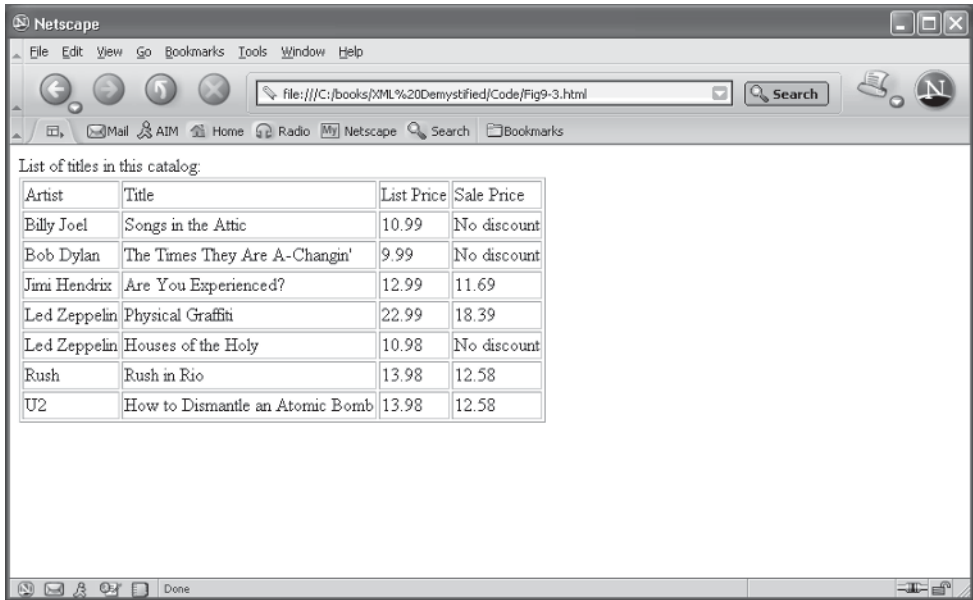 Netscape
File Edit View Go Bookmarks Tools Window Help
file:///C:/books/XML%20Demystified/Code/Fig9-3.html Search N
Mail AIM Home Radio My Netscape Search Bookmarks
List of titles in this catalog:
Artist Title List Price Sale Price
Billy Joel Songs in the Attic 10.99 No discount
Bob Dylan The Times They Are A-Changin' 9.99 No discount
Jimi Hendrix Are You Experienced? 12.99 11.69
Led Zeppelin Physical Graffiti 22.99 18.39
Led Zeppelin Houses of the Holy 10.98 No discount
Rush Rush in Rio 13.98 12.58
U2 How to Dismantle an Atomic Bomb 13.98 12.58
Done